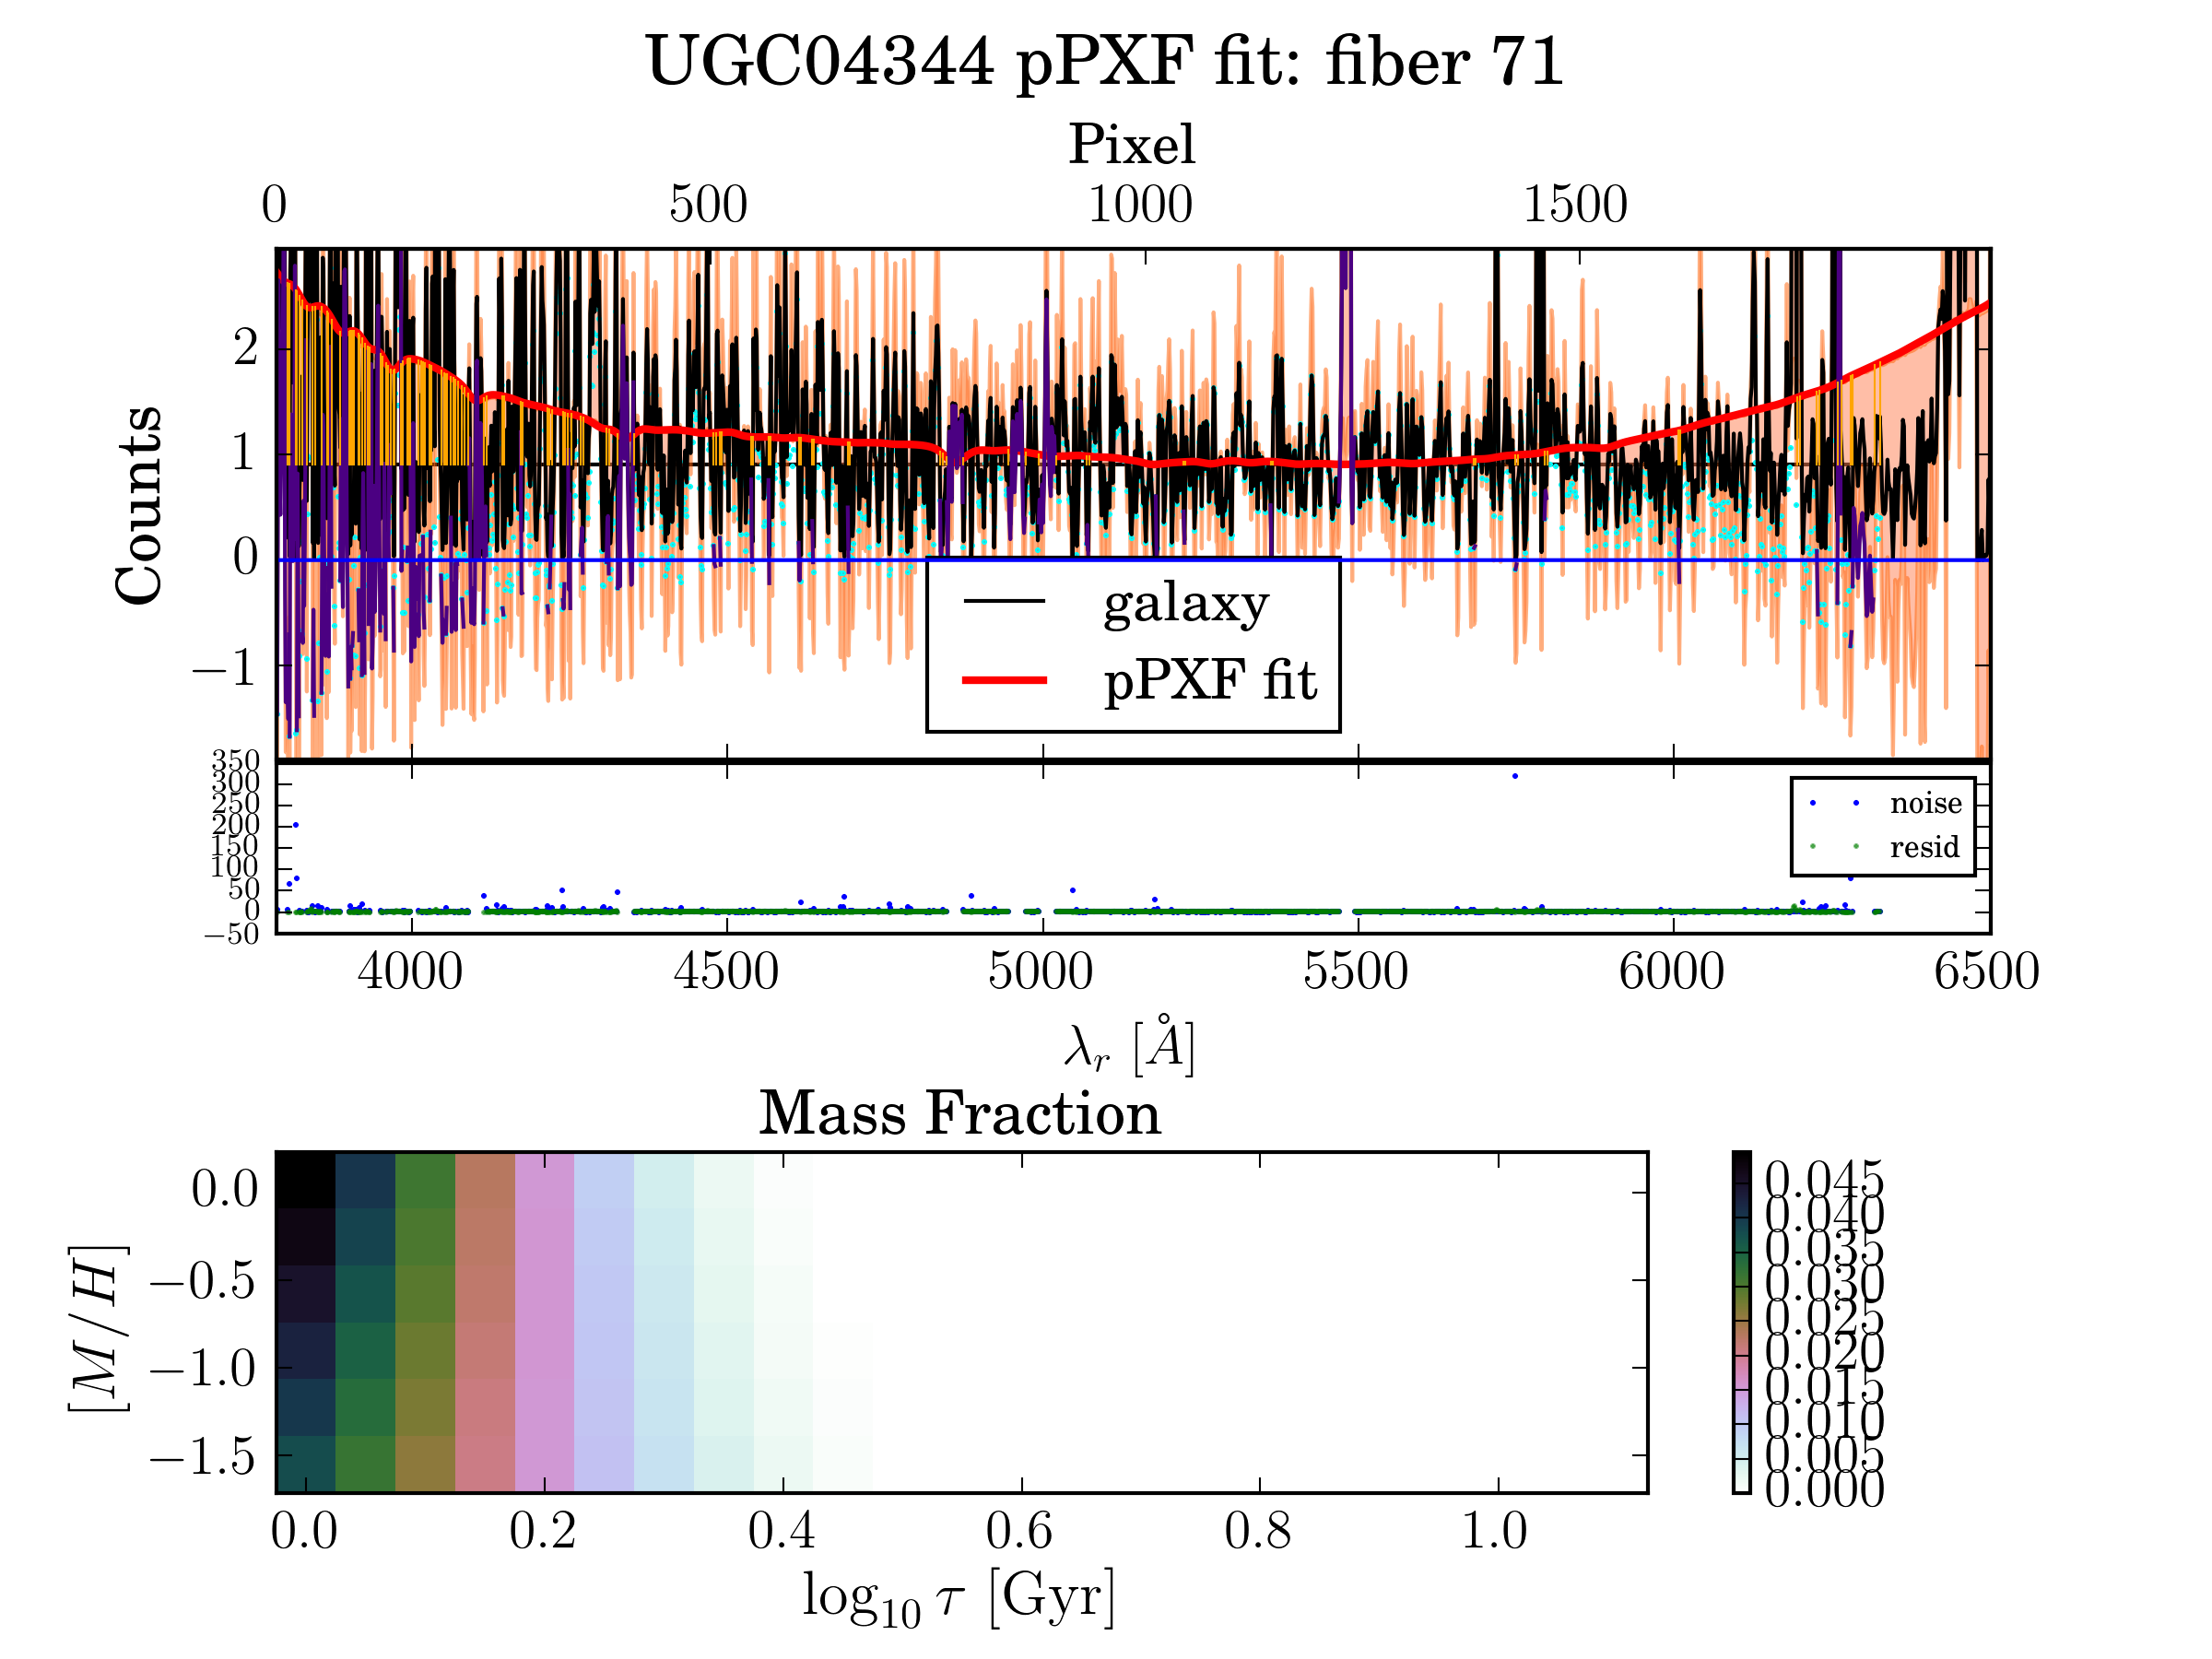 UGC04344 pPXF fit: fiber 71
Pixel
0 500 1000 1500
Counts
2
1
0
−1
galaxy
pPXF fit
350
300
250
200
150
100
50
0
−50
noise
resid
4000 4500 5000 5500 6000 6500
λr [Å]
Mass Fraction
[M/H]
0.0
−0.5
−1.0
−1.5
0.045
0.040
0.035
0.030
0.025
0.020
0.015
0.010
0.005
0.000
0.0 0.2 0.4 0.6 0.8 1.0
log10 τ [Gyr]